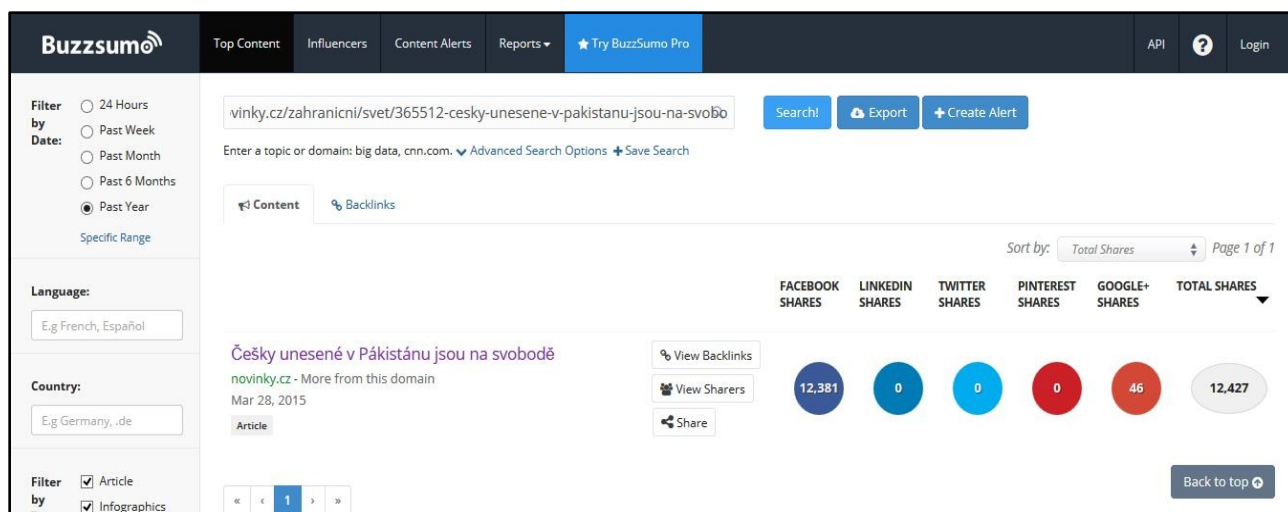 Buzzsumo
Top Content Influencers Content Alerts Reports Try BuzzSumo Pro API ? Login
Filter by Date:
24 Hours
Past Week
Past Month
Past 6 Months
Past Year
Specific Range
Language:
E.g French, Español
Country:
E.g Germany, .de
Filter by
Article
Infographics
vinky.cz/zahranicni/svet/365512-cesky-unesene-v-pakistanu-jsou-na-svobo
Search! Export Create Alert
Enter a topic or domain: big data, cnn.com. Advanced Search Options Save Search
Content Backlinks
Sort by: Total Shares Page 1 of 1
FACEBOOK SHARES LINKEDIN SHARES TWITTER SHARES PINTEREST SHARES GOOGLE+ SHARES TOTAL SHARES
Češky unesené v Pákistánu jsou na svobodě
novinky.cz - More from this domain
Mar 28, 2015
Article
View Backlinks
View Sharers
Share
12,381 0 0 0 46 12,427
« ‹ 1 › »
Back to top